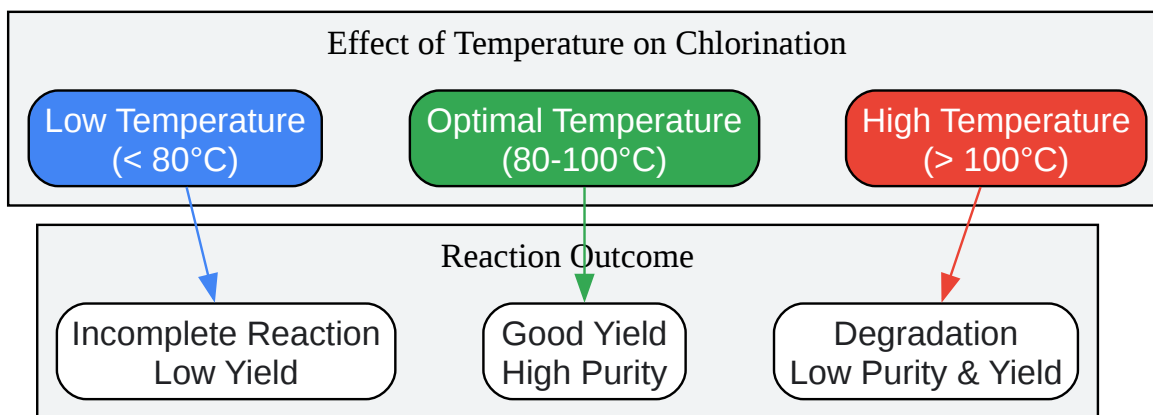 Effect of Temperature on Chlorination
Low Temperature
(< 80°C)
Optimal Temperature
(80-100°C)
High Temperature
(> 100°C)
Reaction Outcome
Incomplete Reaction
Low Yield
Good Yield
High Purity
Degradation
Low Purity & Yield